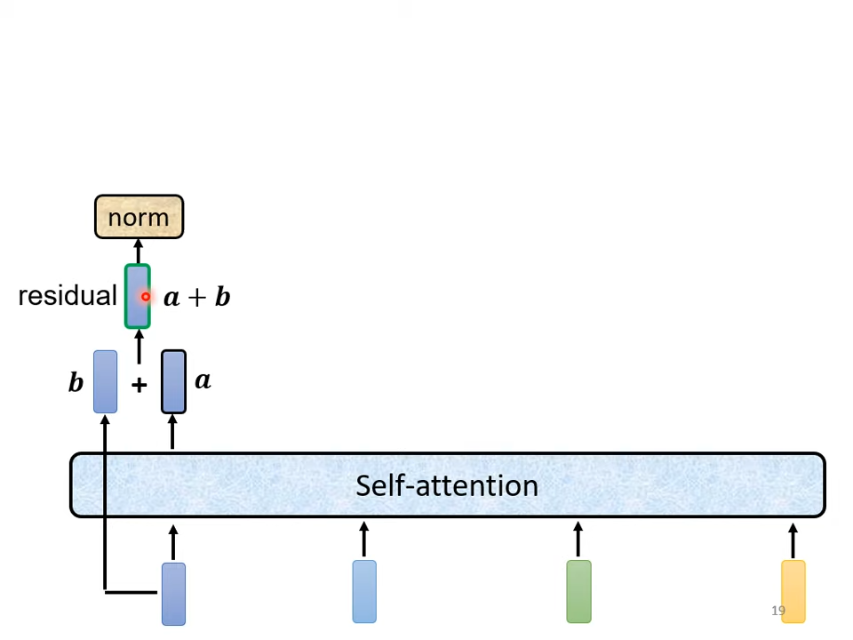 norm
residual a + b
b + a
Self-attention
19